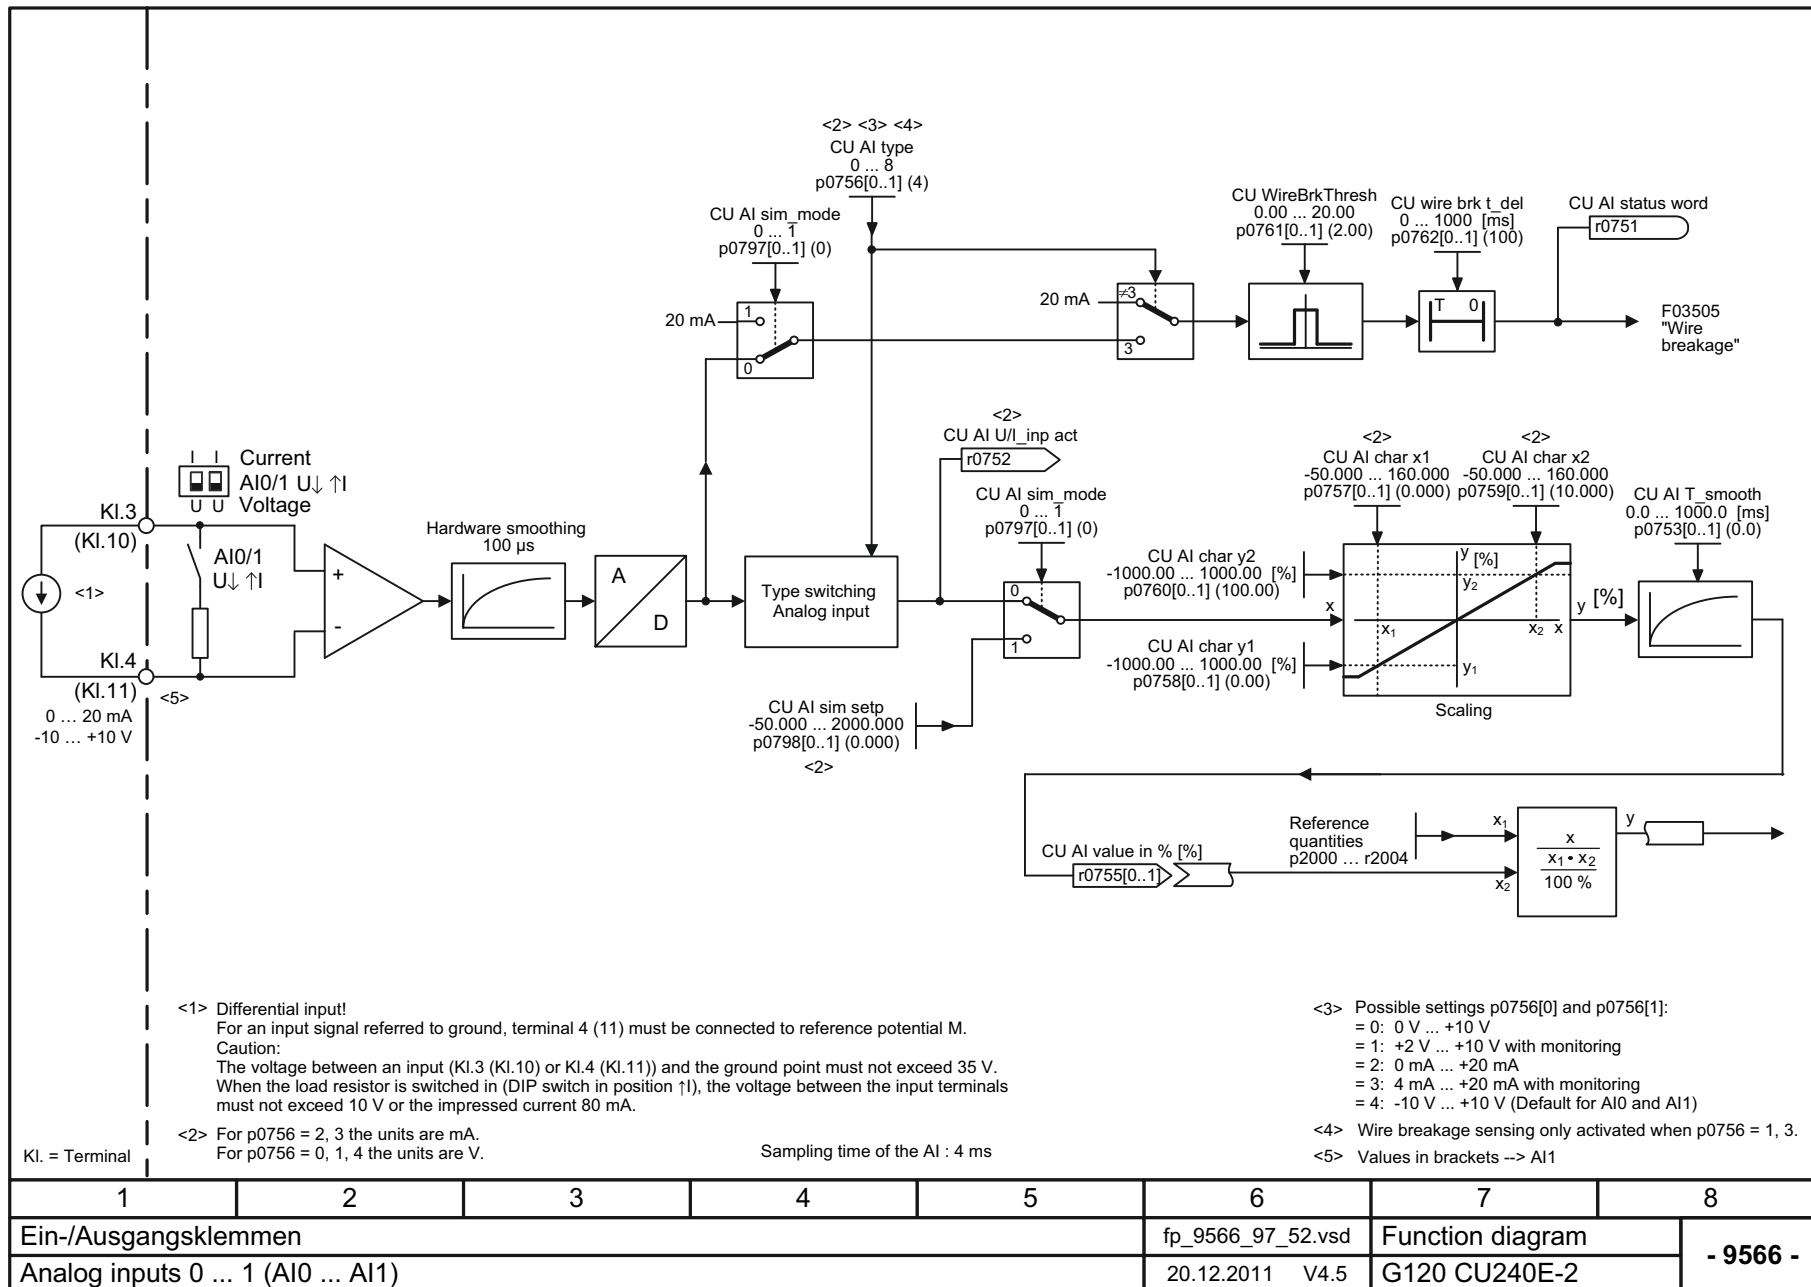 <2> <3> <4>
CU AI type
0 ... 8
p0756[0..1] (4)
CU AI sim_mode
0 ... 1
p0797[0..1] (0)
20 mA
1
0
20 mA
≠3
3
CU WireBrkThresh
0.00 ... 20.00
p0761[0..1] (2.00)
CU wire brk t_del
0 ... 1000 [ms]
p0762[0..1] (100)
T 0
CU AI status word
r0751
F03505
"Wire
breakage"
I I
U U
Current
AI0/1 U↓ ↑I
Voltage
Kl.3
(Kl.10)
<1>
AI0/1
U↓ ↑I
Kl.4
(Kl.11)
<5>
0 ... 20 mA
-10 ... +10 V
+
-
Hardware smoothing
100 µs
A
D
Type switching
Analog input
<2>
CU AI U/I_inp act
r0752
CU AI sim_mode
0 ... 1
p0797[0..1] (0)
0
1
CU AI sim setp
-50.000 ... 2000.000
p0798[0..1] (0.000)
<2>
CU AI char y2
-1000.00 ... 1000.00 [%]
p0760[0..1] (100.00)
x
CU AI char y1
-1000.00 ... 1000.00 [%]
p0758[0..1] (0.00)
<2>
CU AI char x1
-50.000 ... 160.000
p0757[0..1] (0.000)
<2>
CU AI char x2
-50.000 ... 160.000
p0759[0..1] (10.000)
y [%]
y2
x1
x2 x
y1
Scaling
y [%]
CU AI T_smooth
0.0 ... 1000.0 [ms]
p0753[0..1] (0.0)
CU AI value in % [%]
r0755[0..1]
Reference
quantities
p2000 ... r2004
x1
x2
x
x1 • x2
100 %
y
<1> Differential input!
For an input signal referred to ground, terminal 4 (11) must be connected to reference potential M.
Caution:
The voltage between an input (Kl.3 (Kl.10) or Kl.4 (Kl.11)) and the ground point must not exceed 35 V.
When the load resistor is switched in (DIP switch in position ↑I), the voltage between the input terminals
must not exceed 10 V or the impressed current 80 mA.
<2> For p0756 = 2, 3 the units are mA.
For p0756 = 0, 1, 4 the units are V.
Sampling time of the AI : 4 ms
<3> Possible settings p0756[0] and p0756[1]:
= 0: 0 V ... +10 V
= 1: +2 V ... +10 V with monitoring
= 2: 0 mA ... +20 mA
= 3: 4 mA ... +20 mA with monitoring
= 4: -10 V ... +10 V (Default for AI0 and AI1)
<4> Wire breakage sensing only activated when p0756 = 1, 3.
<5> Values in brackets --> AI1
Kl. = Terminal
1 2 3 4 5 6 7 8
Ein-/Ausgangsklemmen
fp_9566_97_52.vsd
Function diagram
- 9566 -
Analog inputs 0 ... 1 (AI0 ... AI1)
20.12.2011 V4.5
G120 CU240E-2